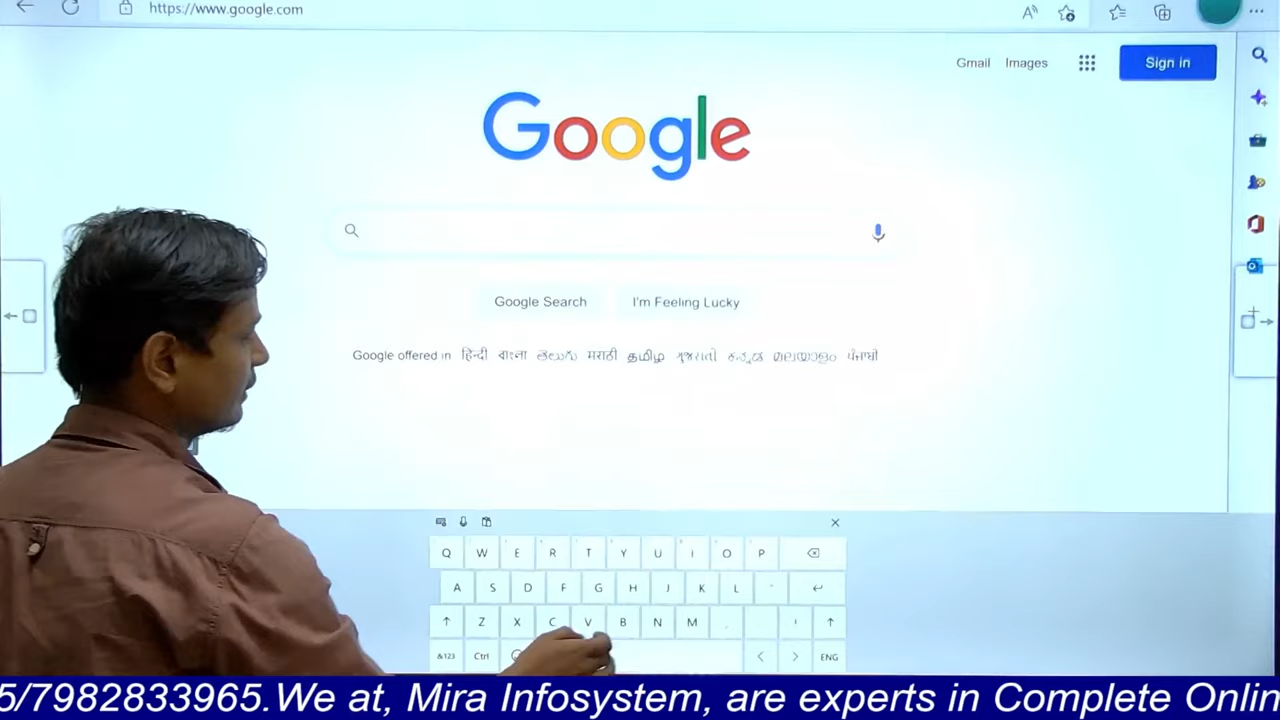 https://www.google.com
Gmail Images Sign in
Google
Google Search I'm Feeling Lucky
Google offered in हिन्दी বাংলা తెలుగు मराठी தமிழ் ગુજરાતી ಕನ್ನಡ മലയാളം ਪੰਜਾਬੀ
Q W E R T Y U I O P
A S D F G H J K L
Z X C V B N M
&123 Ctrl ENG
5/7982833965.We at, Mira Infosystem, are experts in Complete Onlin